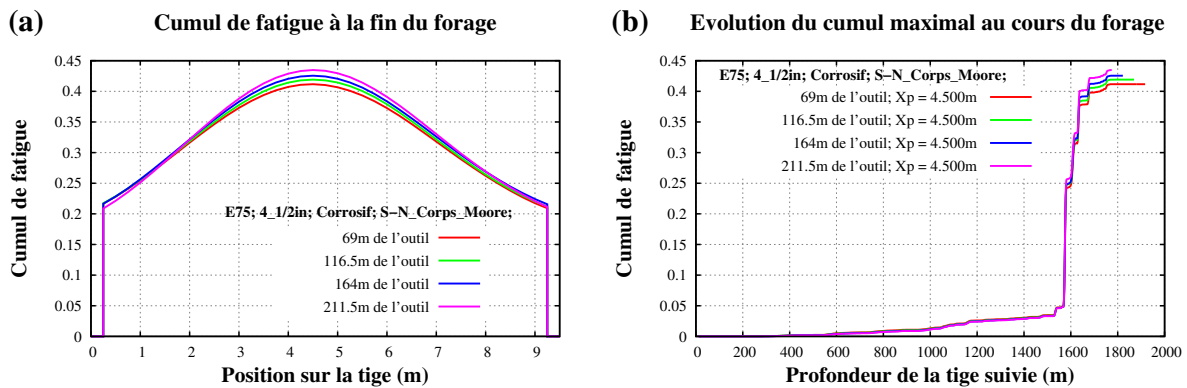 (a) Cumul de fatigue à la fin du forage
Cumul de fatigue
0.45
0.4
0.35
0.3
0.25
0.2
0.15
0.1
0.05
0
E75; 4_1/2in; Corrosif; S−N_Corps_Moore;
69m de l’outil
116.5m de l’outil
164m de l’outil
211.5m de l’outil
0 1 2 3 4 5 6 7 8 9
Position sur la tige (m)
(b) Evolution du cumul maximal au cours du forage
Cumul de fatigue
0.45
0.4
0.35
0.3
0.25
0.2
0.15
0.1
0.05
0
E75; 4_1/2in; Corrosif; S−N_Corps_Moore;
69m de l’outil; Xp = 4.500m
116.5m de l’outil; Xp = 4.500m
164m de l’outil; Xp = 4.500m
211.5m de l’outil; Xp = 4.500m
0 200 400 600 800 1000 1200 1400 1600 1800 2000
Profondeur de la tige suivie (m)